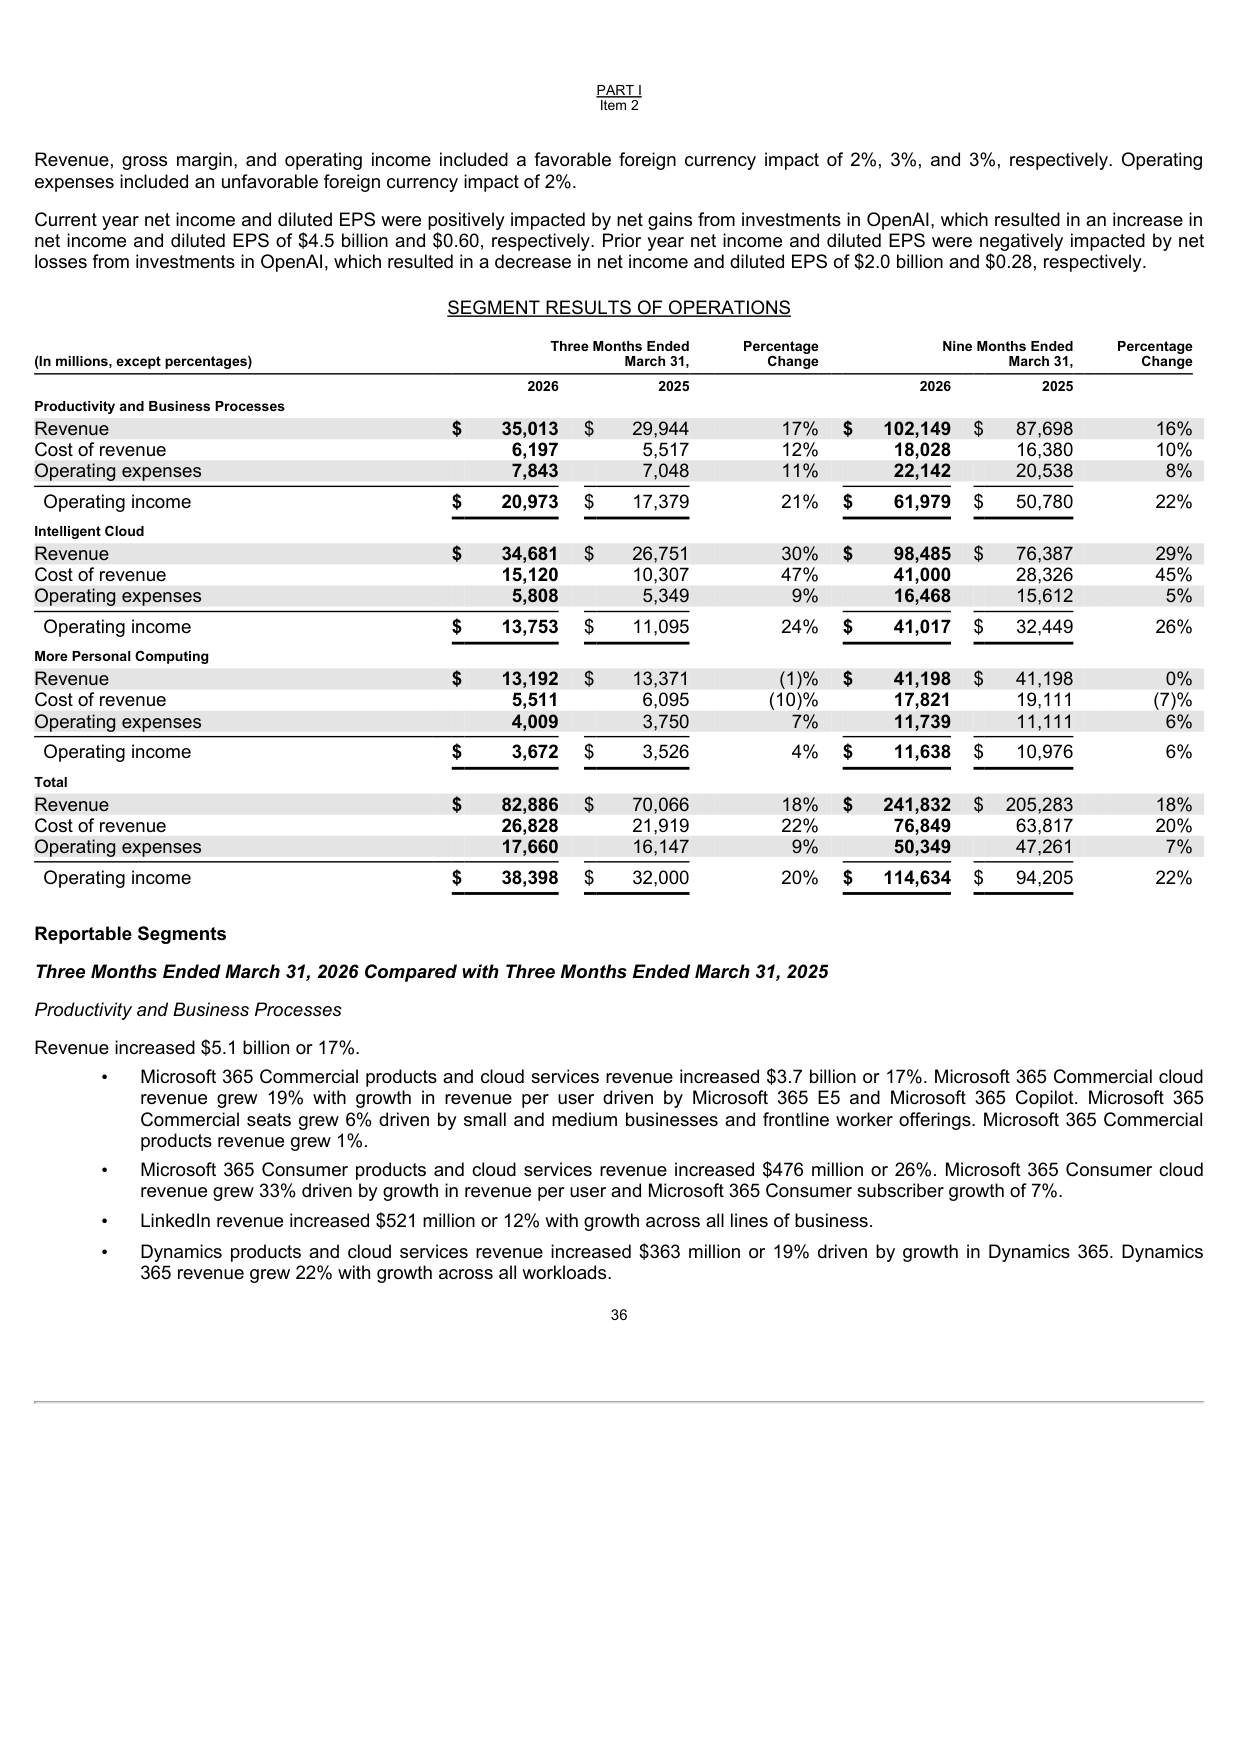 PART I
Item 2
Revenue, gross margin, and operating income included a favorable foreign currency impact of 2%, 3%, and 3%, respectively. Operating
expenses included an unfavorable foreign currency impact of 2%.
Current year net income and diluted EPS were positively impacted by net gains from investments in OpenAI, which resulted in an increase in
net income and diluted EPS of $4.5 billion and $0.60, respectively. Prior year net income and diluted EPS were negatively impacted by net
losses from investments in OpenAI, which resulted in a decrease in net income and diluted EPS of $2.0 billion and $0.28, respectively.
SEGMENT RESULTS OF OPERATIONS
(In millions, except percentages) Three Months Ended March 31, Percentage Change Nine Months Ended March 31, Percentage Change
2026 2025 2026 2025
Productivity and Business Processes
Revenue $ 35,013 $ 29,944 17% $ 102,149 $ 87,698 16%
Cost of revenue 6,197 5,517 12% 18,028 16,380 10%
Operating expenses 7,843 7,048 11% 22,142 20,538 8%
Operating income $ 20,973 $ 17,379 21% $ 61,979 $ 50,780 22%
Intelligent Cloud
Revenue $ 34,681 $ 26,751 30% $ 98,485 $ 76,387 29%
Cost of revenue 15,120 10,307 47% 41,000 28,326 45%
Operating expenses 5,808 5,349 9% 16,468 15,612 5%
Operating income $ 13,753 $ 11,095 24% $ 41,017 $ 32,449 26%
More Personal Computing
Revenue $ 13,192 $ 13,371 (1)% $ 41,198 $ 41,198 0%
Cost of revenue 5,511 6,095 (10)% 17,821 19,111 (7)%
Operating expenses 4,009 3,750 7% 11,739 11,111 6%
Operating income $ 3,672 $ 3,526 4% $ 11,638 $ 10,976 6%
Total
Revenue $ 82,886 $ 70,066 18% $ 241,832 $ 205,283 18%
Cost of revenue 26,828 21,919 22% 76,849 63,817 20%
Operating expenses 17,660 16,147 9% 50,349 47,261 7%
Operating income $ 38,398 $ 32,000 20% $ 114,634 $ 94,205 22%
Reportable Segments
Three Months Ended March 31, 2026 Compared with Three Months Ended March 31, 2025
Productivity and Business Processes
Revenue increased $5.1 billion or 17%.
• Microsoft 365 Commercial products and cloud services revenue increased $3.7 billion or 17%. Microsoft 365 Commercial cloud
revenue grew 19% with growth in revenue per user driven by Microsoft 365 E5 and Microsoft 365 Copilot. Microsoft 365
Commercial seats grew 6% driven by small and medium businesses and frontline worker offerings. Microsoft 365 Commercial
products revenue grew 1%.
• Microsoft 365 Consumer products and cloud services revenue increased $476 million or 26%. Microsoft 365 Consumer cloud
revenue grew 33% driven by growth in revenue per user and Microsoft 365 Consumer subscriber growth of 7%.
• LinkedIn revenue increased $521 million or 12% with growth across all lines of business.
• Dynamics products and cloud services revenue increased $363 million or 19% driven by growth in Dynamics 365. Dynamics
365 revenue grew 22% with growth across all workloads.
36